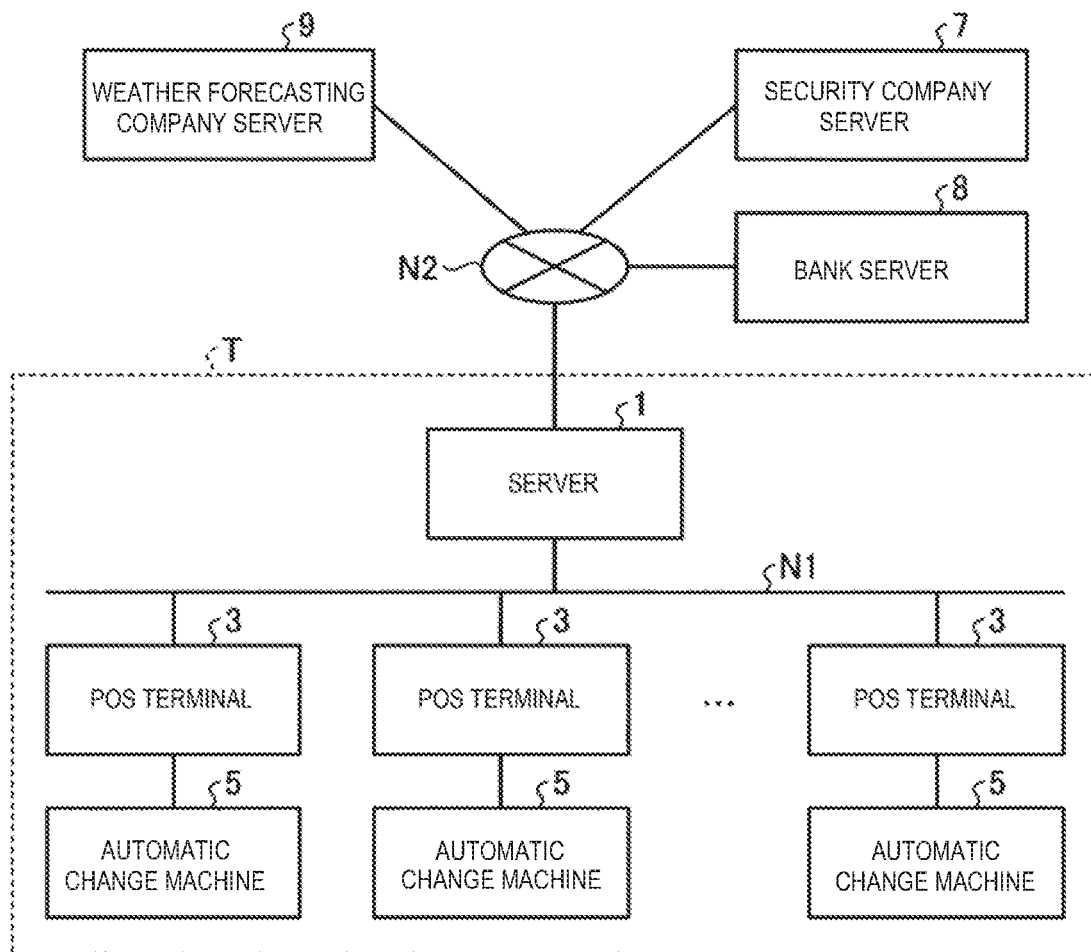 9
WEATHER FORECASTING
COMPANY SERVER
7
SECURITY COMPANY
SERVER
8
BANK SERVER
N2
T
1
SERVER
N1
3
POS TERMINAL
3
POS TERMINAL
...
3
POS TERMINAL
5
AUTOMATIC
CHANGE MACHINE
5
AUTOMATIC
CHANGE MACHINE
5
AUTOMATIC
CHANGE MACHINE